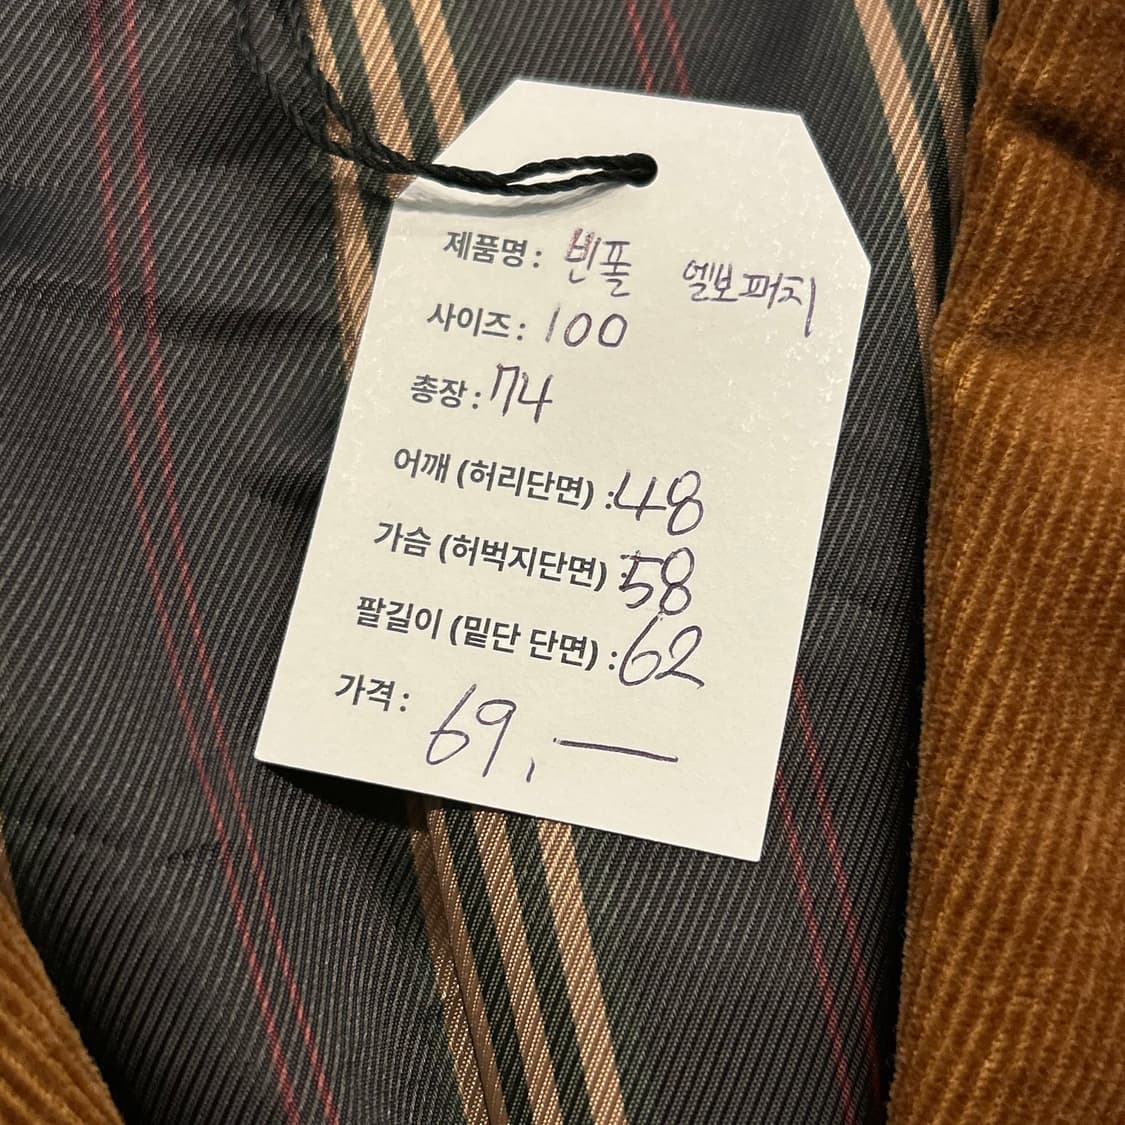 제품명 : 빈폴 엘보패치
사이즈 : 100
총장 : 74
어깨 (허리단면) : 48
가슴 (허벅지단면) : 58
팔길이 (밑단 단면) : 62
가격 : 69,—